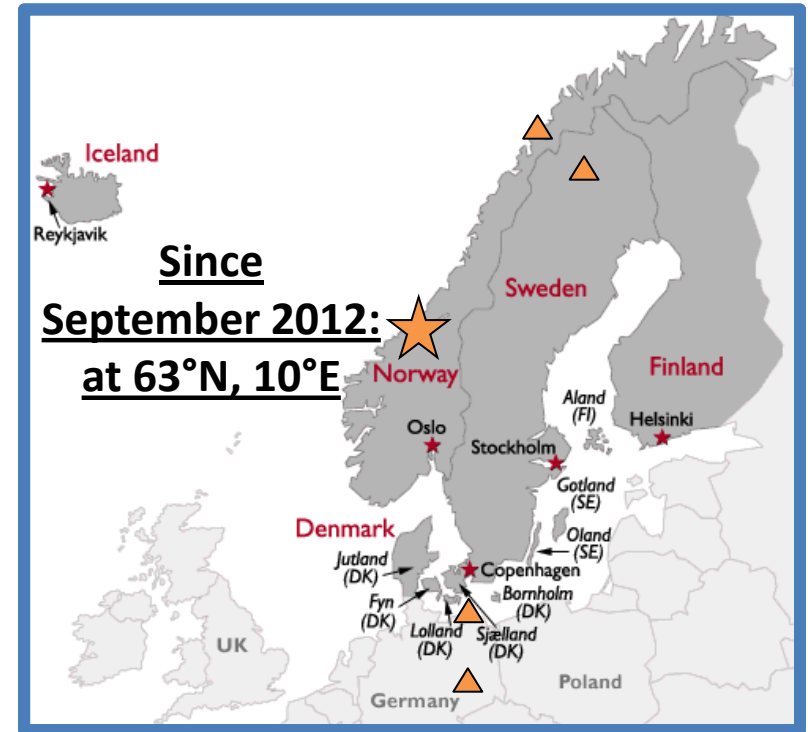 Iceland
Reykjavik
Since
September 2012:
at 63°N, 10°E
Sweden
Norway
Finland
Aland
(FI)
Oslo
Helsinki
Stockholm
Gotland
(SE)
Denmark
Oland
(SE)
Jutland
(DK)
Copenhagen
Fyn
(DK)
Bornholm
(DK)
Lolland
(DK)
Sjælland
(DK)
UK
Germany
Poland